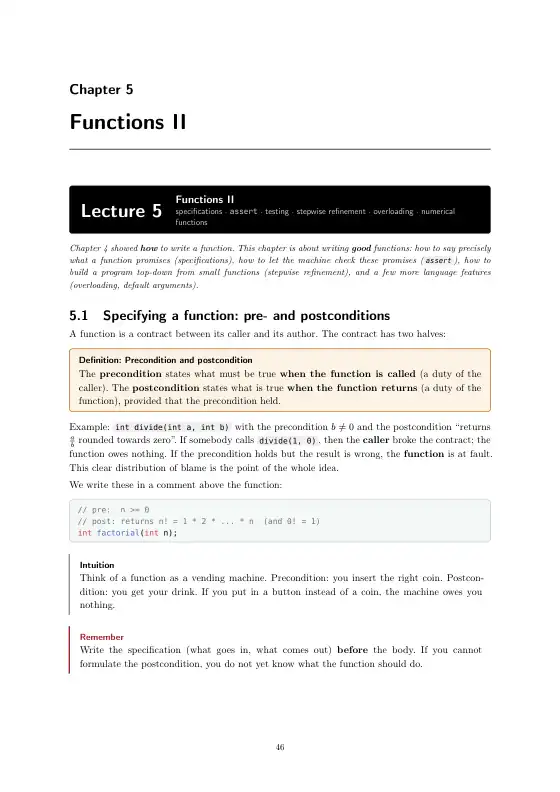 Chapter 5
Functions II
Lecture 5
Functions II
specifications · assert · testing · stepwise refinement · overloading · numerical
functions
Chapter 4 showed how to write a function. This chapter is about writing good functions: how to say precisely
what a function promises (specifications), how to let the machine check these promises (assert), how to
build a program top-down from small functions (stepwise refinement), and a few more language features
(overloading, default arguments).
5.1 Specifying a function: pre- and postconditions
A function is a contract between its caller and its author. The contract has two halves:
Definition: Precondition and postcondition
The precondition states what must be true when the function is called (a duty of the
caller). The postcondition states what is true when the function returns (a duty of the
function), provided that the precondition held.
Example: int divide(int a, int b) with the precondition b ≠ 0 and the postcondition “returns
a/b rounded towards zero”. If somebody calls divide(1, 0), then the caller broke the contract; the
function owes nothing. If the precondition holds but the result is wrong, the function is at fault.
This clear distribution of blame is the point of the whole idea.
We write these in a comment above the function:
// pre: n >= 0
// post: returns n! = 1 * 2 * ... * n (and 0! = 1)
int factorial(int n);
Intuition
Think of a function as a vending machine. Precondition: you insert the right coin. Postcon-
dition: you get your drink. If you put in a button instead of a coin, the machine owes you
nothing.
Remember
Write the specification (what goes in, what comes out) before the body. If you cannot
formulate the postcondition, you do not yet know what the function should do.
46